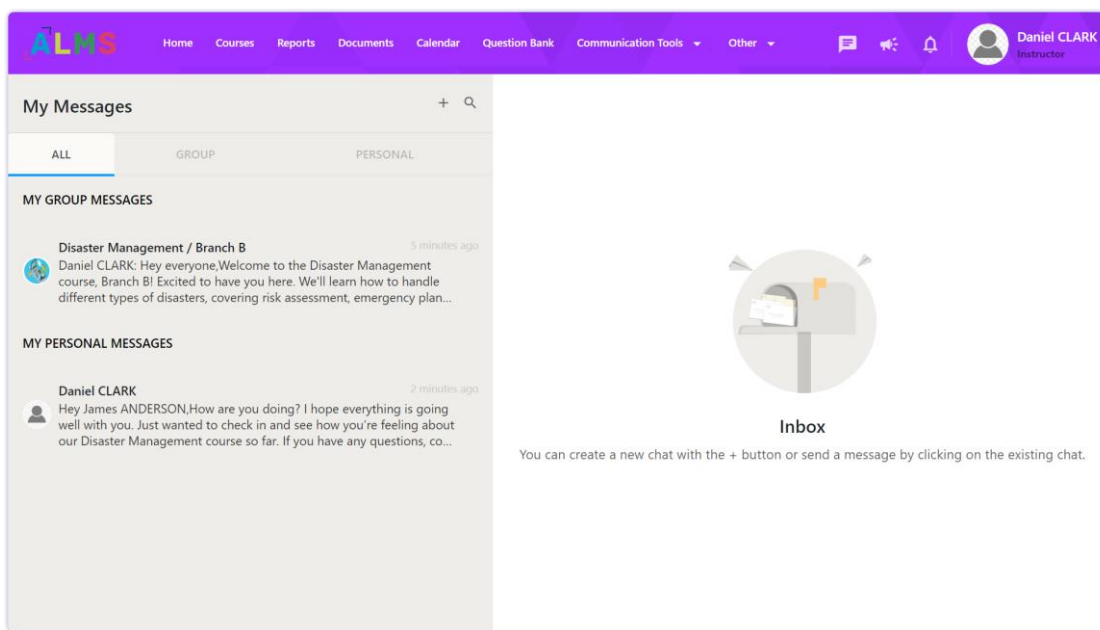 ALMS
Home Courses Reports Documents Calendar Question Bank Communication Tools Other
Daniel CLARK
Instructor
My Messages
ALL GROUP PERSONAL
MY GROUP MESSAGES
Disaster Management / Branch B 5 minutes ago
Daniel CLARK: Hey everyone,Welcome to the Disaster Management
course, Branch B! Excited to have you here. We'll learn how to handle
different types of disasters, covering risk assessment, emergency plan...
MY PERSONAL MESSAGES
Daniel CLARK 2 minutes ago
Hey James ANDERSON,How are you doing? I hope everything is going
well with you. Just wanted to check in and see how you're feeling about
our Disaster Management course so far. If you have any questions, co...
Inbox
You can create a new chat with the + button or send a message by clicking on the existing chat.